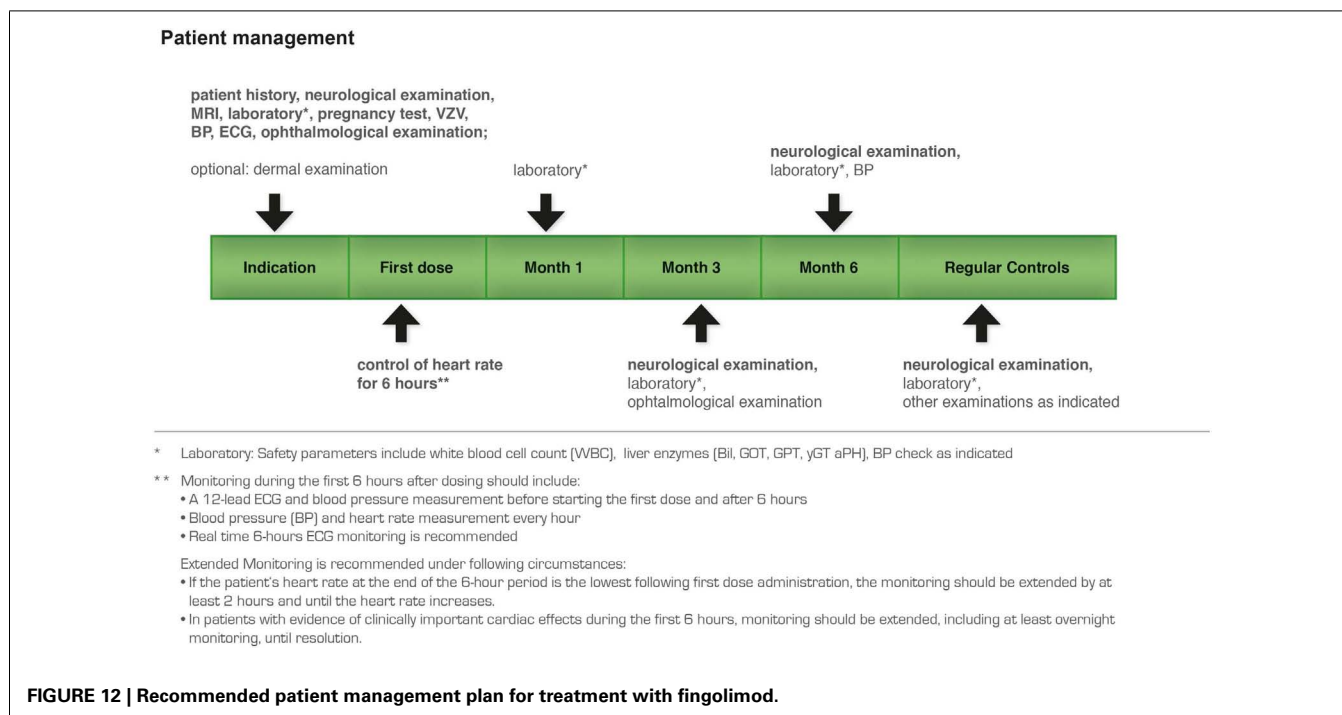 Patient management
patient history, neurological examination,
MRI, laboratory*, pregnancy test, VZV,
BP, ECG, ophthalmological examination;
optional: dermal examination
laboratory*
neurological examination,
laboratory*, BP
Indication
First dose
Month 1
Month 3
Month 6
Regular Controls
control of heart rate
for 6 hours**
neurological examination,
laboratory*,
ophtalmological examination
neurological examination,
laboratory*,
other examinations as indicated
* Laboratory: Safety parameters include white blood cell count (WBC), liver enzymes (Bil, GOT, GPT, yGT aPH), BP check as indicated
** Monitoring during the first 6 hours after dosing should include:
• A 12-lead ECG and blood pressure measurement before starting the first dose and after 6 hours
• Blood pressure (BP) and heart rate measurement every hour
• Real time 6-hours ECG monitoring is recommended
Extended Monitoring is recommended under following circumstances:
• If the patient's heart rate at the end of the 6-hour period is the lowest following first dose administration, the monitoring should be extended by at
least 2 hours and until the heart rate increases.
• In patients with evidence of clinically important cardiac effects during the first 6 hours, monitoring should be extended, including at least overnight
monitoring, until resolution.
FIGURE 12 | Recommended patient management plan for treatment with fingolimod.